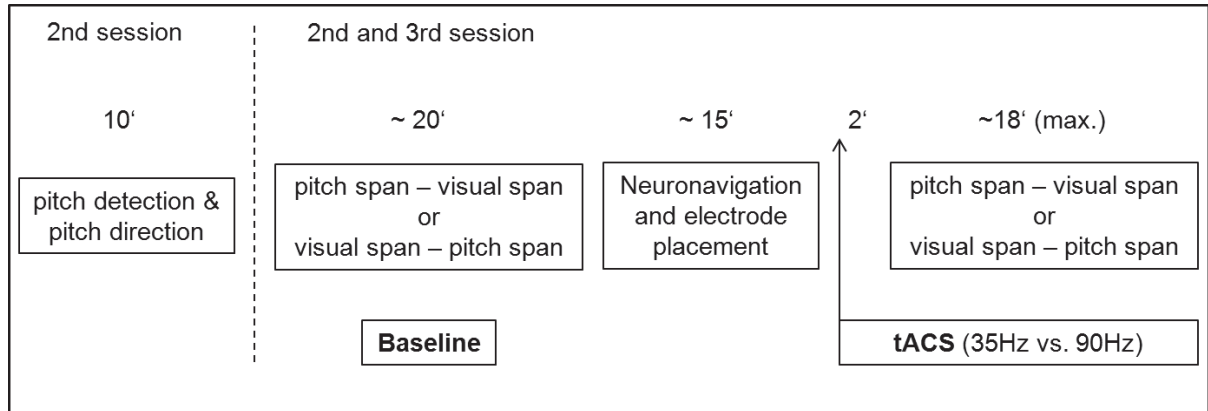 2nd session
2nd and 3rd session
10‘
~ 20‘
~ 15‘
2‘
~18‘ (max.)
pitch detection &
pitch direction
pitch span – visual span
or
visual span – pitch span
Neuronavigation
and electrode
placement
pitch span – visual span
or
visual span – pitch span
Baseline
tACS (35Hz vs. 90Hz)